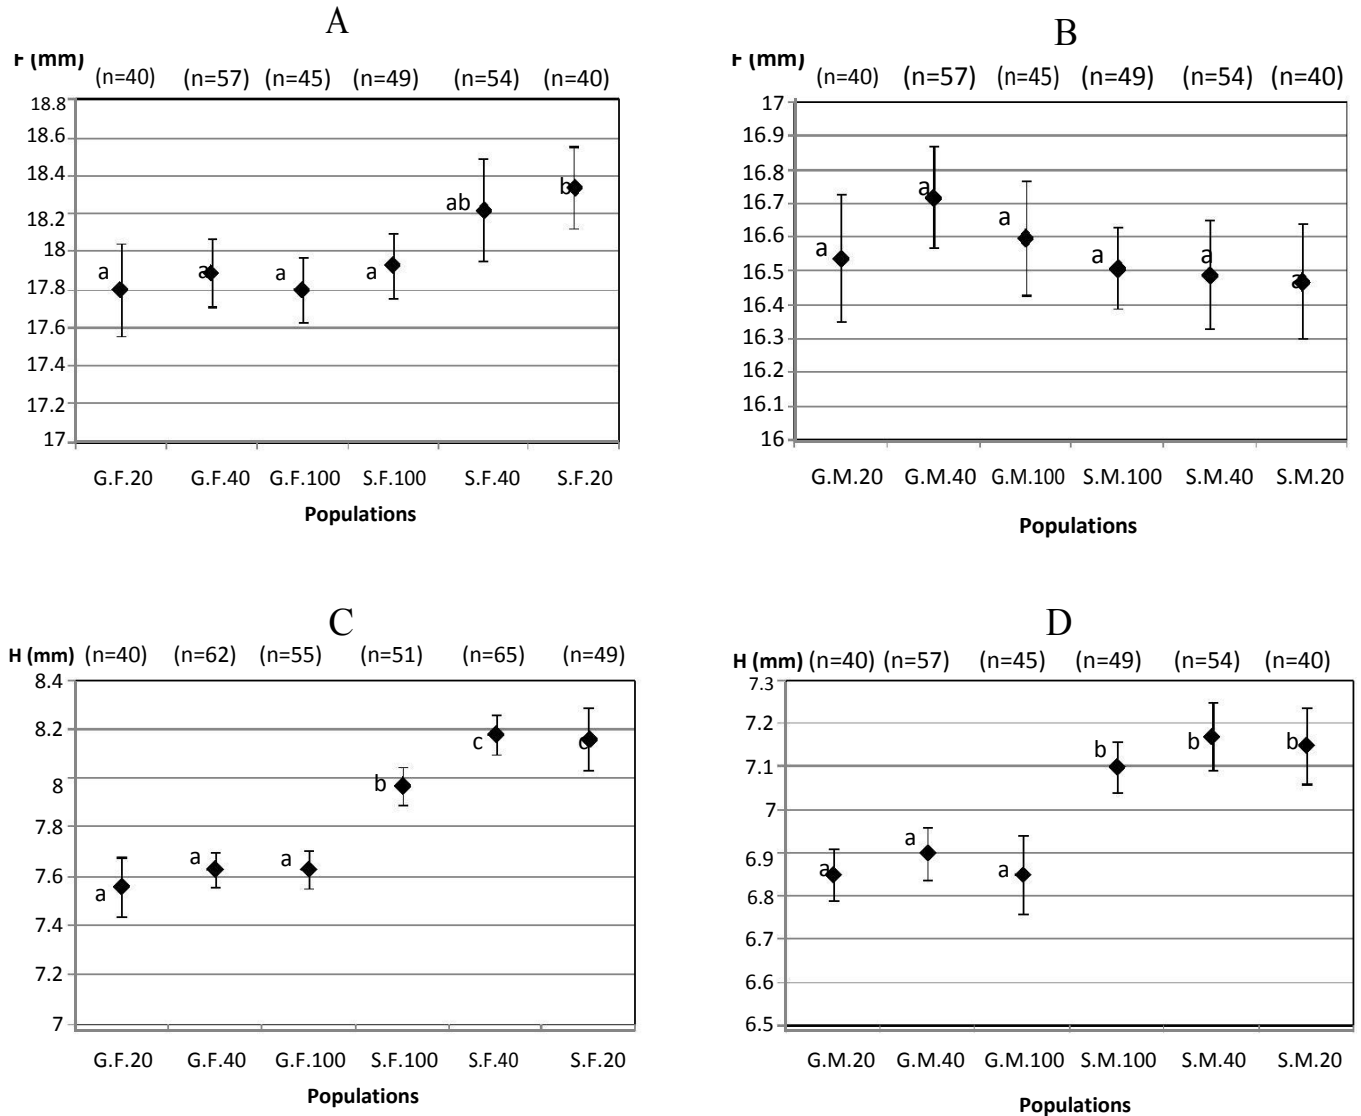 A
F (mm) (n=40) (n=57) (n=45) (n=49) (n=54) (n=40)
18.8
18.6
18.4
18.2
18
17.8
17.6
17.4
17.2
17
a a a a ab b
G.F.20 G.F.40 G.F.100 S.F.100 S.F.40 S.F.20
Populations
B
F (mm) (n=40) (n=57) (n=45) (n=49) (n=54) (n=40)
17
16.9
16.8
16.7
16.6
16.5
16.4
16.3
16.2
16.1
16
a a a a a a
G.M.20 G.M.40 G.M.100 S.M.100 S.M.40 S.M.20
Populations
C
H (mm) (n=40) (n=62) (n=55) (n=51) (n=65) (n=49)
8.4
8.2
8
7.8
7.6
7.4
7.2
7
a a a b c c
G.F.20 G.F.40 G.F.100 S.F.100 S.F.40 S.F.20
Populations
D
H (mm) (n=40) (n=57) (n=45) (n=49) (n=54) (n=40)
7.3
7.2
7.1
7
6.9
6.8
6.7
6.6
6.5
a a a b b b
G.M.20 G.M.40 G.M.100 S.M.100 S.M.40 S.M.20
Populations